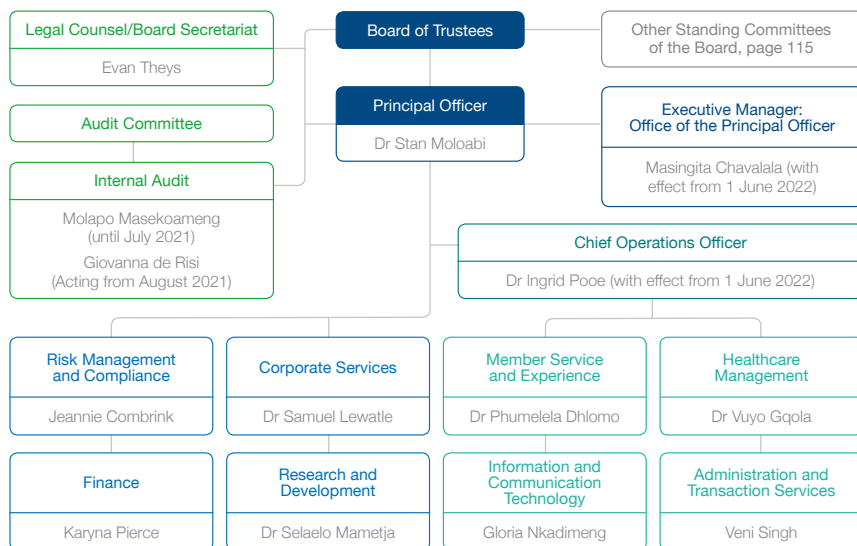 Legal Counsel/Board Secretariat
Evan Theys
Board of Trustees
Other Standing Committees
of the Board, page 115
Audit Committee
Principal Officer
Dr Stan Moloabi
Executive Manager:
Office of the Principal Officer
Masingita Chavalala (with
effect from 1 June 2022)
Internal Audit
Molapo Masekoameng
(until July 2021)
Giovanna de Risi
(Acting from August 2021)
Chief Operations Officer
Dr Ingrid Pooe (with effect from 1 June 2022)
Risk Management
and Compliance
Jeannie Combrink
Corporate Services
Dr Samuel Lewatle
Member Service
and Experience
Dr Phumelela Dhlomo
Healthcare
Management
Dr Vuyo Gqola
Finance
Karyna Pierce
Research and
Development
Dr Selaelo Mametja
Information and
Communication
Technology
Gloria Nkadimeng
Administration and
Transaction Services
Veni Singh